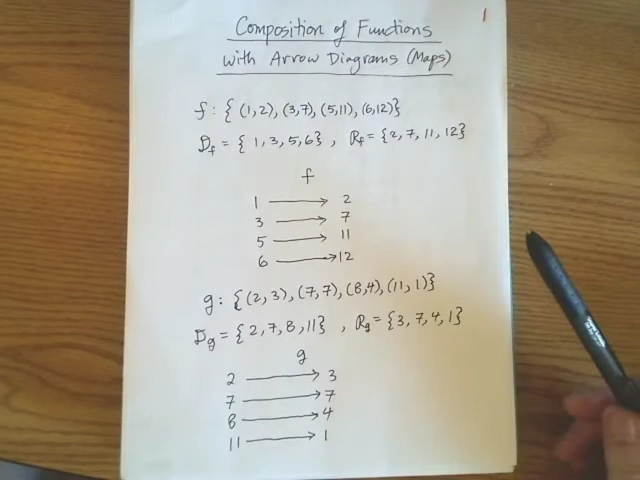 1
Composition of Functions
with Arrow Diagrams (Maps)
f: { (1,2), (3,7), (5,11), (6,12)}
Df = { 1, 3, 5, 6} , Rf = {2, 7, 11, 12}
f
1 → 2
3 → 7
5 → 11
6 → 12
g: {(2,3), (7,7), (8,4), (11,1)}
Dg = {2, 7, 8, 11} , Rg = {3, 7, 4, 1}
g
2 → 3
7 → 7
8 → 4
11 → 1